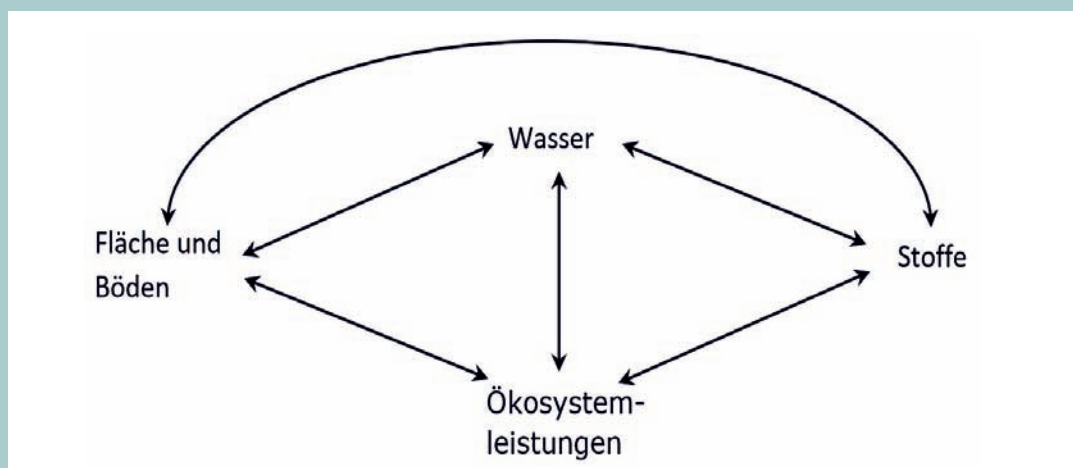 Wasser
Fläche und
Böden
Stoffe
Ökosystem-
leistungen